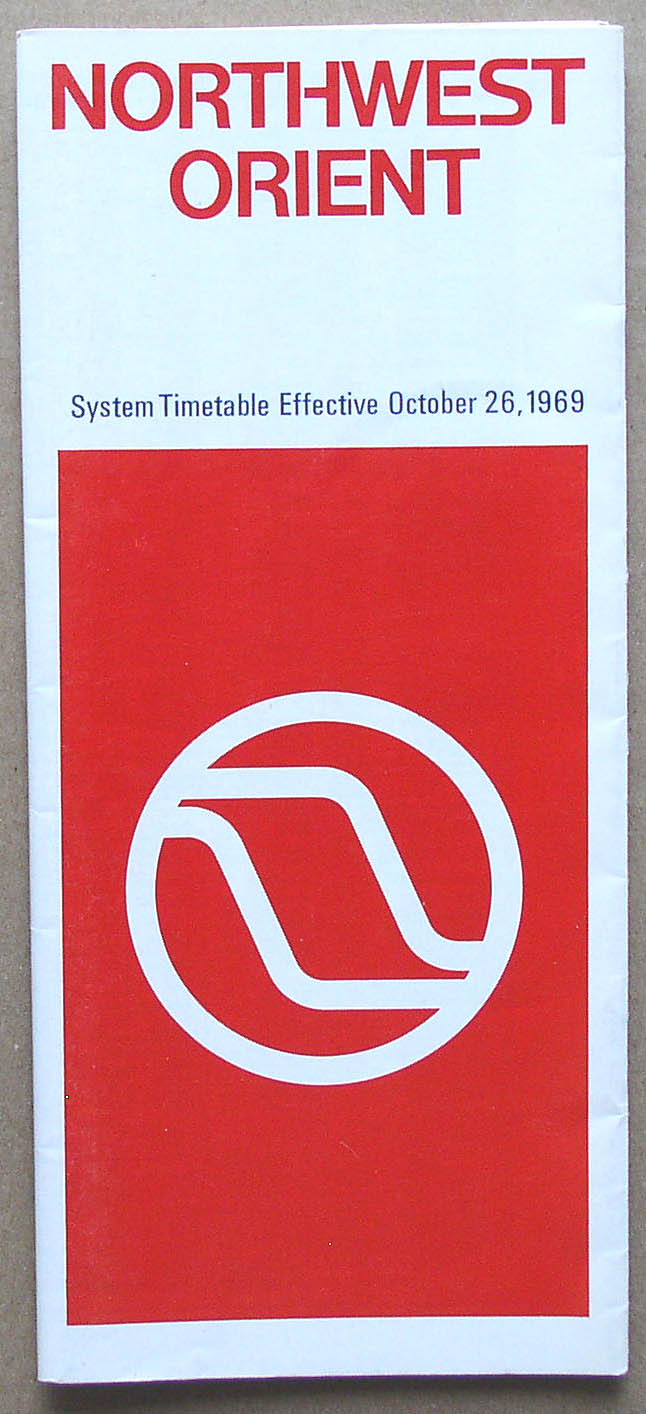 NORTHWEST
ORIENT
System Timetable Effective October 26, 1969